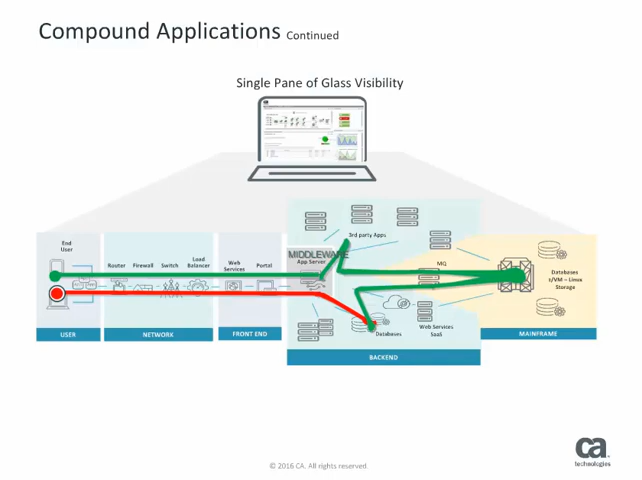 Compound Applications Continued
Single Pane of Glass Visibility
End
User
Router
Firewall
Switch
Load
Balancer
Web
Services
Portal
MIDDLEWARE
App Server
3rd party Apps
MQ
Databases
z/VM – Linux
Storage
Databases
Web Services
SaaS
USER
NETWORK
FRONT END
BACKEND
MAINFRAME
© 2016 CA. All rights reserved
ca
technologies